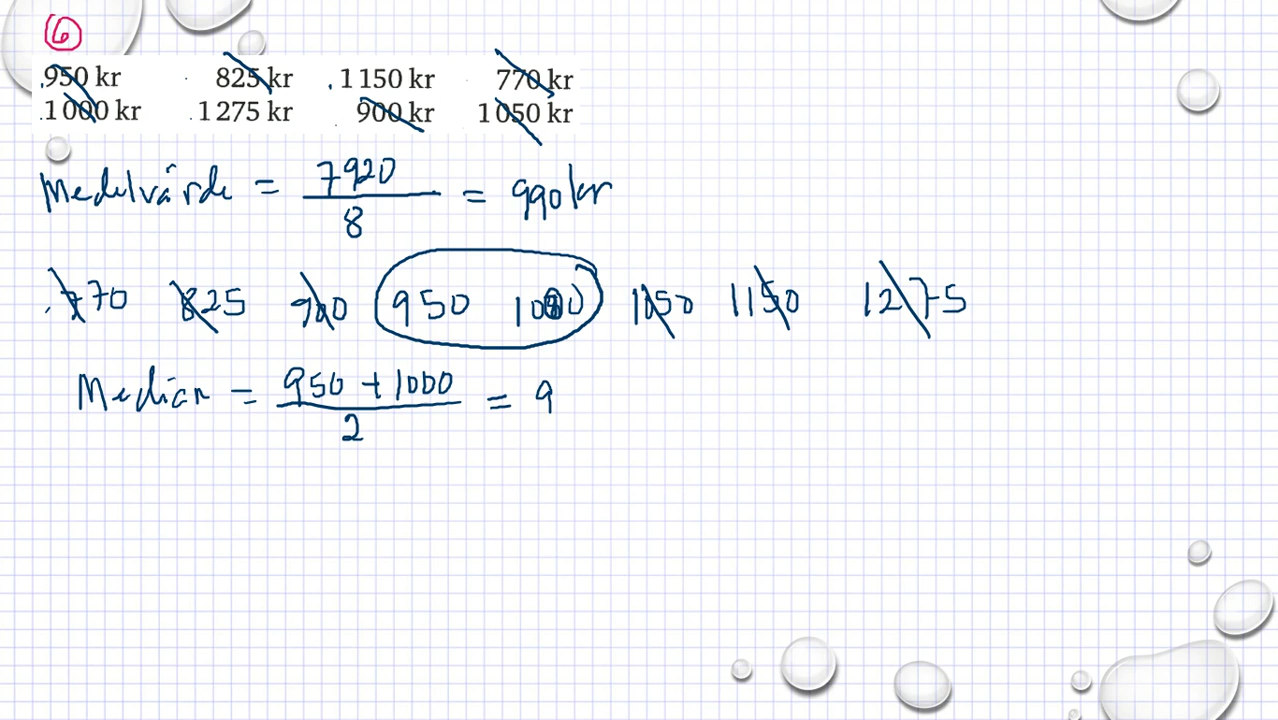 6
950 kr 825 kr 1 150 kr 770 kr
1 000 kr 1 275 kr 900 kr 1 050 kr
Medelvärde = 7920 / 8 = 990 kr
770 825 900 950 1000 1050 1150 1275
Median = 950 + 1000 / 2 = 9